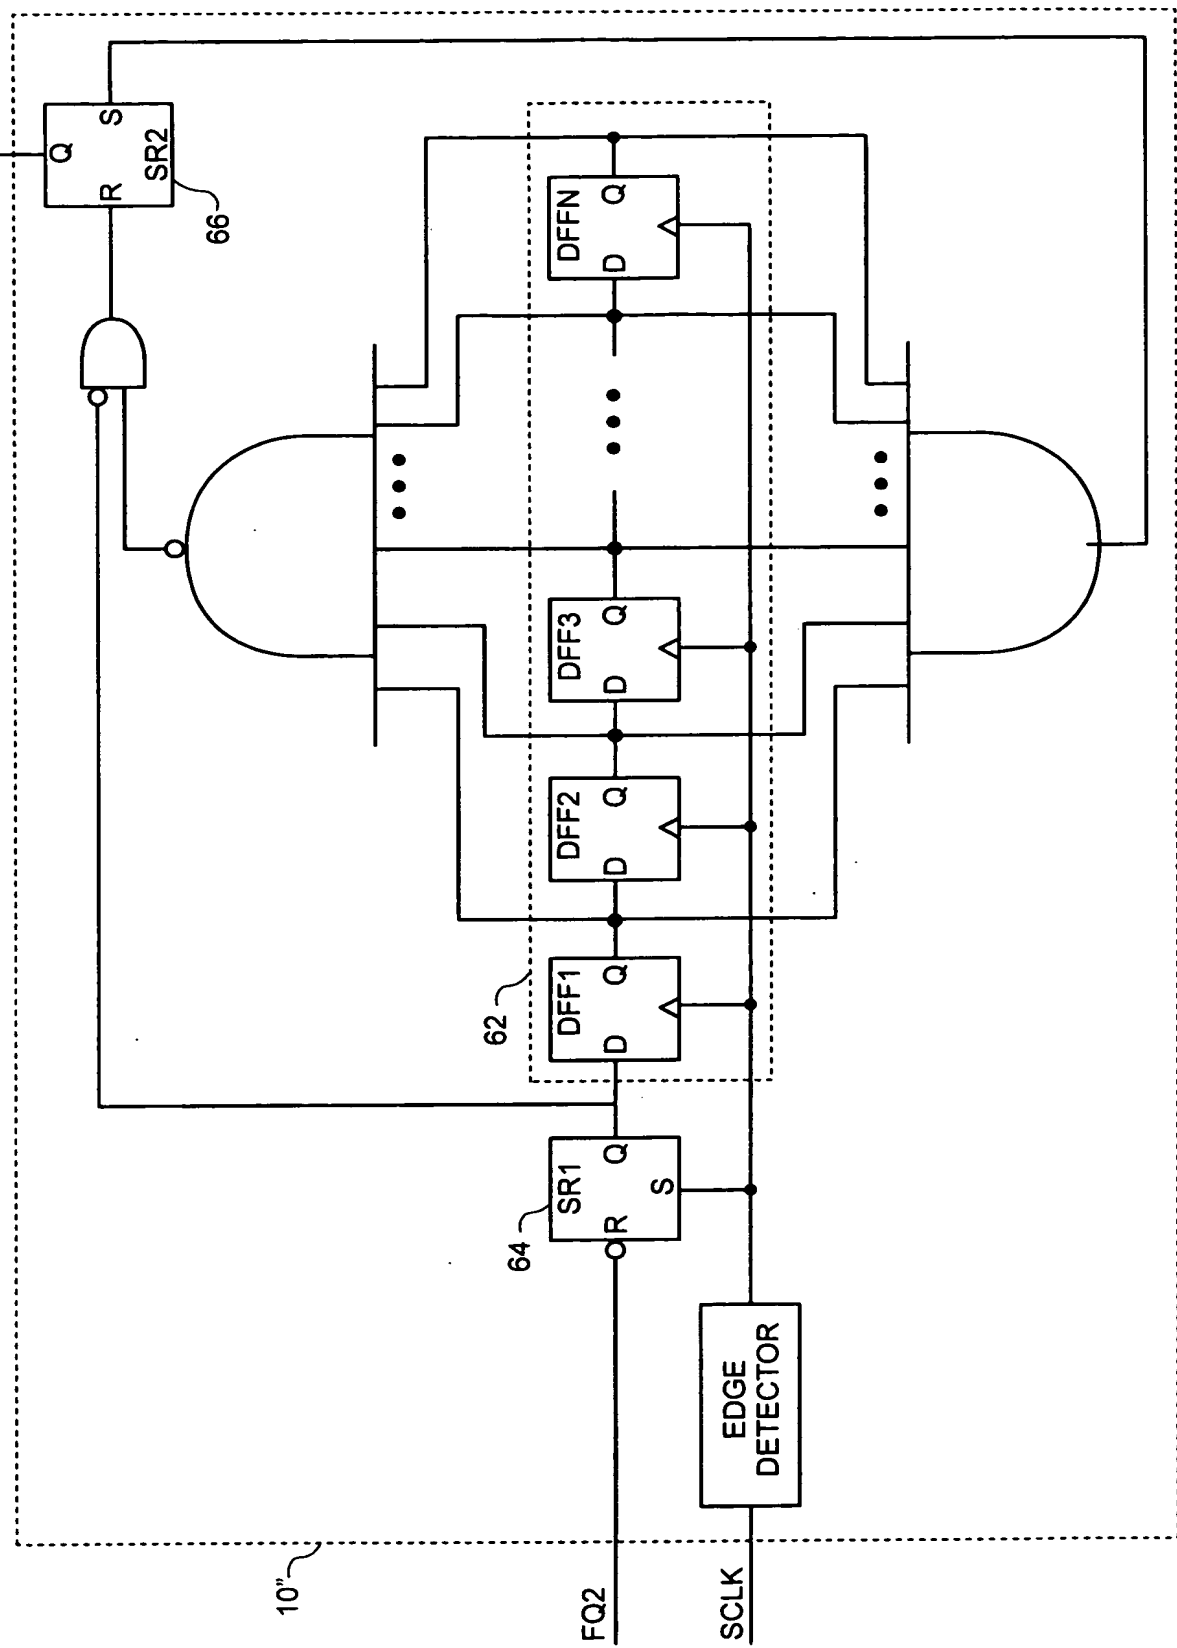 10"
FQ2
SCLK
EDGE
DETECTOR
64
SR1
R
S
Q
62
DFF1
D
Q
DFF2
D
Q
DFF3
D
Q
DFFN
D
Q
66
SR2
R
S
Q